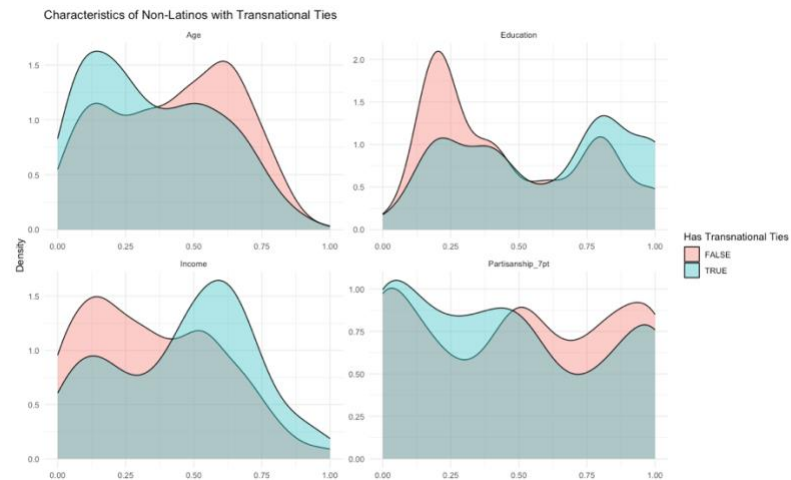 Characteristics of Non-Latinos with Transnational Ties
Age
Education
1.5
1.0
0.5
0.0
2.0
1.5
1.0
0.5
0.0
0.00 0.25 0.50 0.75 1.00
0.00 0.25 0.50 0.75 1.00
Density
Income
Partisanship_7pt
1.5
1.0
0.5
0.0
1.00
0.75
0.50
0.25
0.00
0.00 0.25 0.50 0.75 1.00
0.00 0.25 0.50 0.75 1.00
Has Transnational Ties
FALSE
TRUE